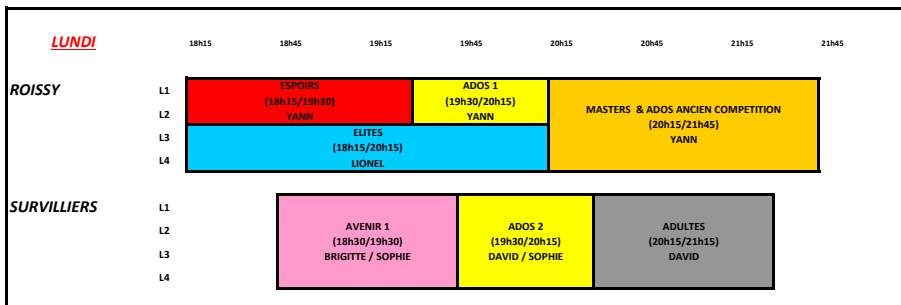 LUNDI
18h15 18h45 19h15 19h45 20h15 20h45 21h15 21h45
ROISSY
L1
L2
L3
L4
ESPOIRS
(18h15/19h30)
YANN
ADOS 1
(19h30/20h15)
YANN
ELITES
(18h15/20h15)
LIONEL
MASTERS & ADOS ANCIEN COMPETITION
(20h15/21h45)
YANN
SURVILLIERS
L1
L2
L3
L4
AVENIR 1
(18h30/19h30)
BRIGITTE / SOPHIE
ADOS 2
(19h30/20h15)
DAVID / SOPHIE
ADULTES
(20h15/21h15)
DAVID